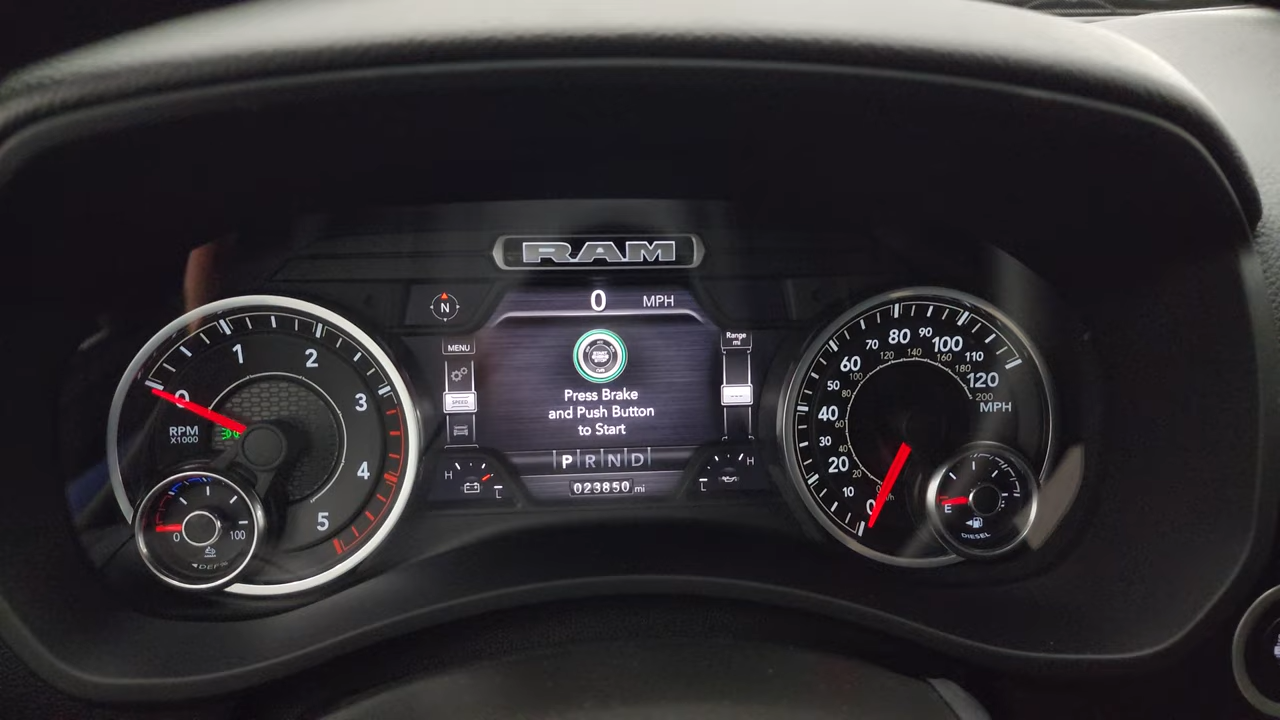 RAM
0 MPH
N
MENU
SPEED
Range
mi
Press Brake
and Push Button
to Start
P R N D
023850 mi
H
L
H
L
0
1
2
3
4
5
RPM
X1000
0
100
DEF
0
10
20
30
40
50
60
70
80
90
100
110
120
MPH
20
40
80
100
120
140
160
180
200
E
DIESEL